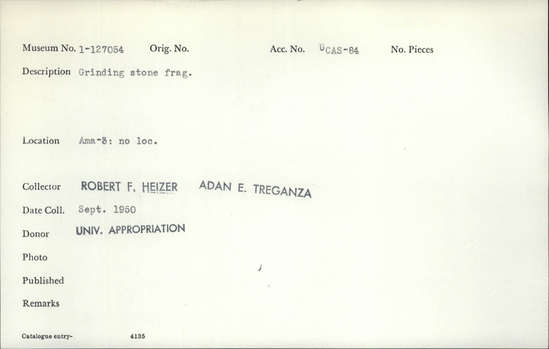 Museum No. 1-127054 Orig. No. Acc. No. UCAS-84 No. Pieces
Description Grinding stone frag.
Location Ama-3: no loc.
Collector ROBERT F. HEIZER ADAN E. TREGANZA
Date Coll. Sept. 1950
Donor UNIV. APPROPRIATION
Photo
Published
Remarks
Catalogue entry- 4135